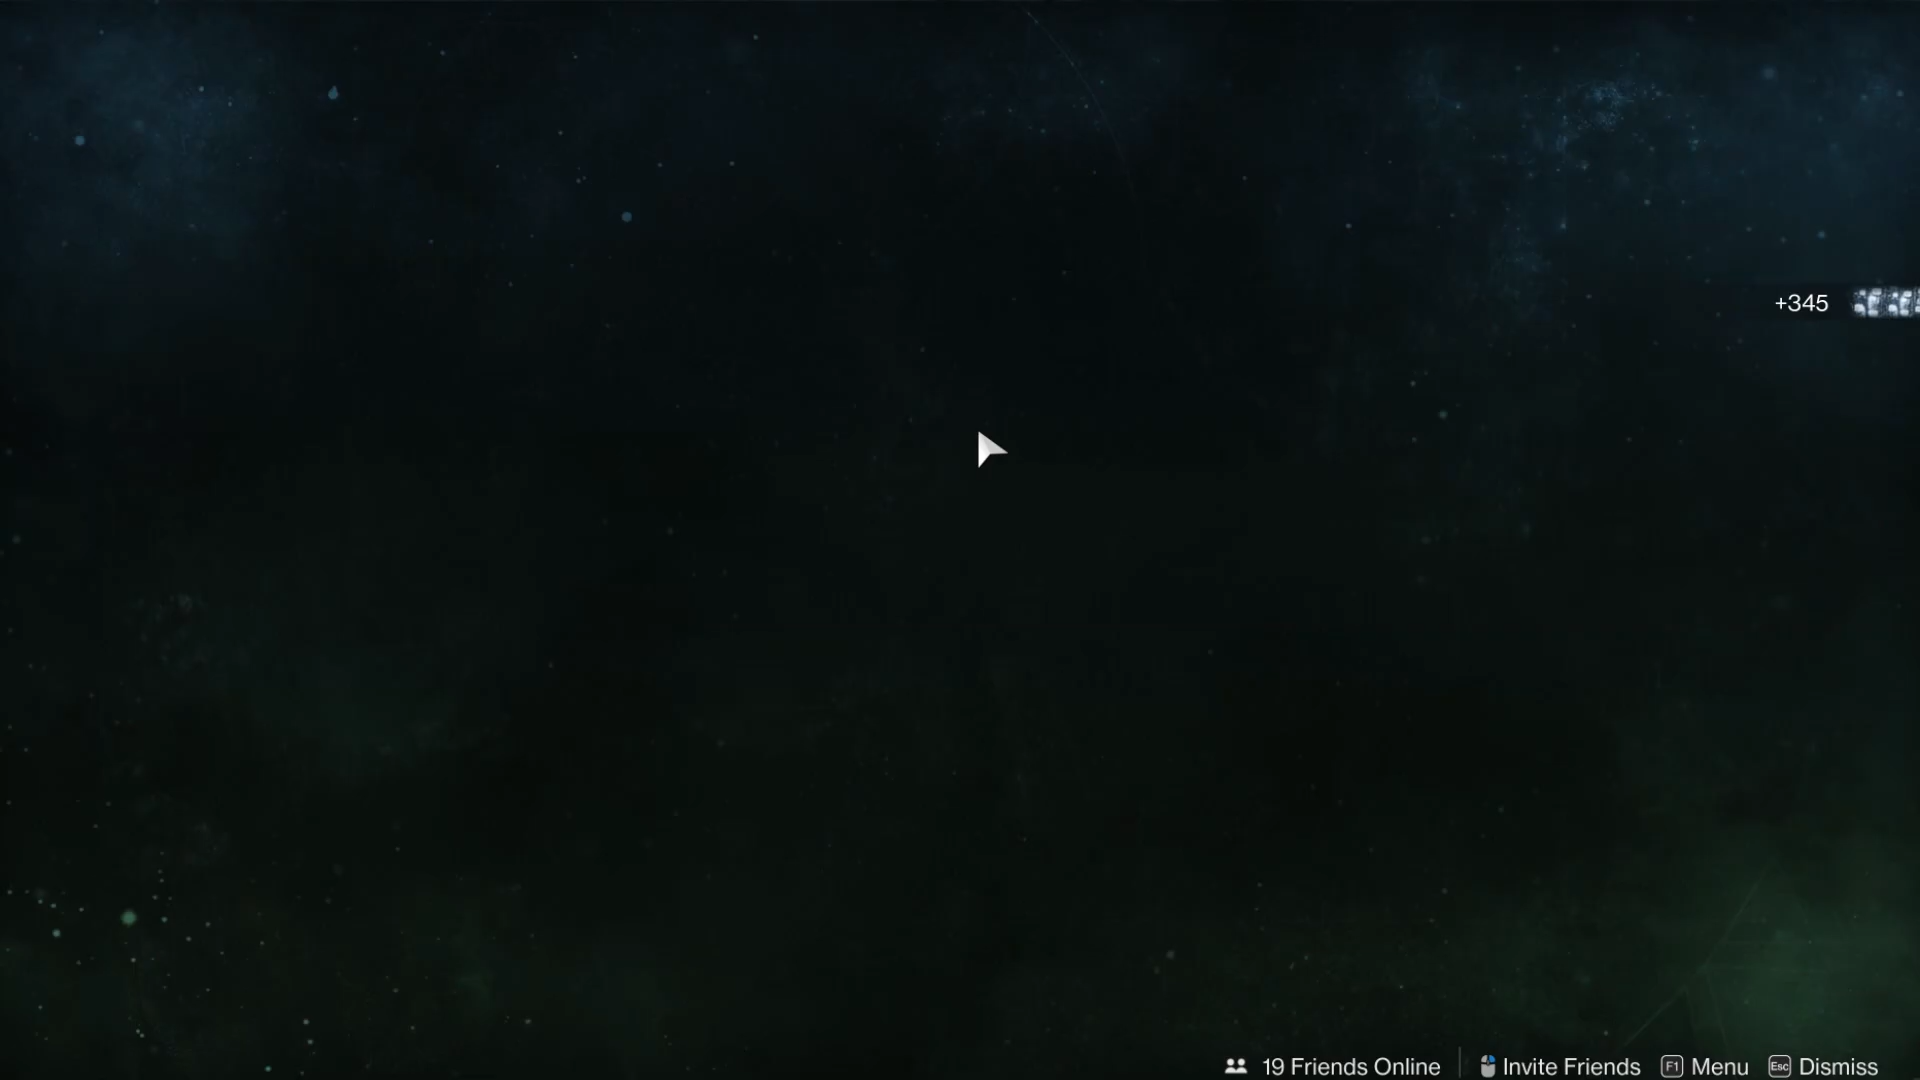 +345
19 Friends Online
Invite Friends
F1 Menu
Esc Dismiss